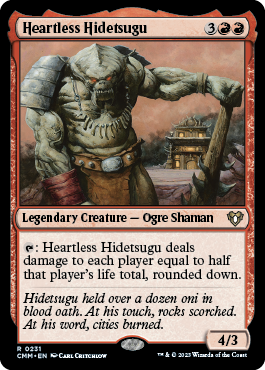 Heartless Hidetsugu 3
Legendary Creature — Ogre Shaman
: Heartless Hidetsugu deals
damage to each player equal to half
that player's life total, rounded down.
Hidetsugu held over a dozen oni in
blood oath. At his touch, rocks scorched.
At his word, cities burned.
4/3
R 0231
CMM • EN Carl Critchlow
™ & © 2023 Wizards of the Coast